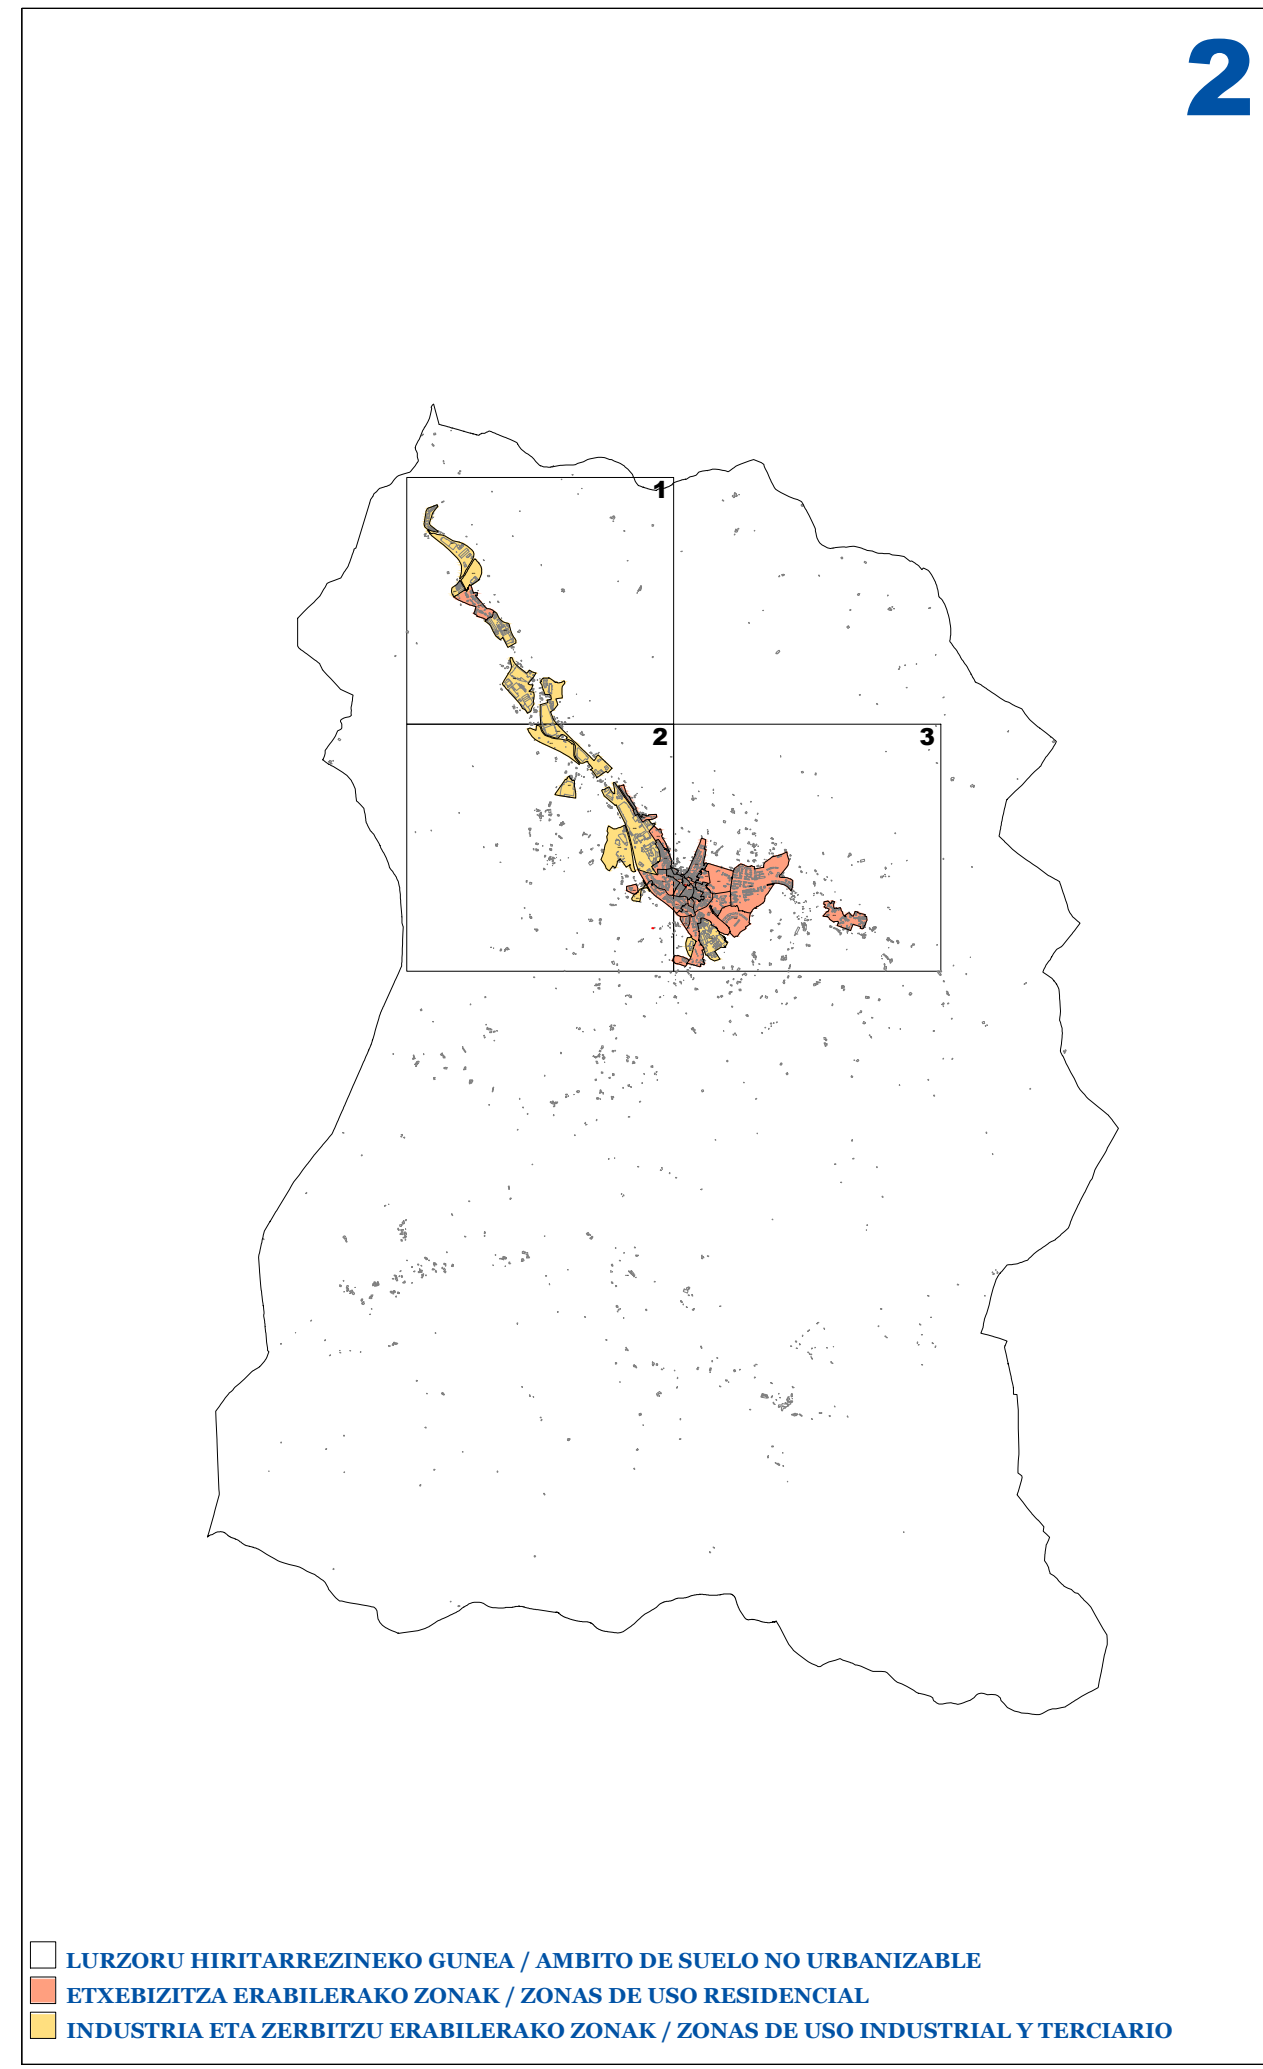 2
1
2
3
LURZORU HIRITARREZINEKO GUNEA / AMBITO DE SUELO NO URBANIZABLE
ETXEBIZITZA ERABILERAKO ZONAK / ZONAS DE USO RESIDENCIAL
INDUSTRIA ETA ZERBITZU ERABILERAKO ZONAK / ZONAS DE USO INDUSTRIAL Y TERCIARIO